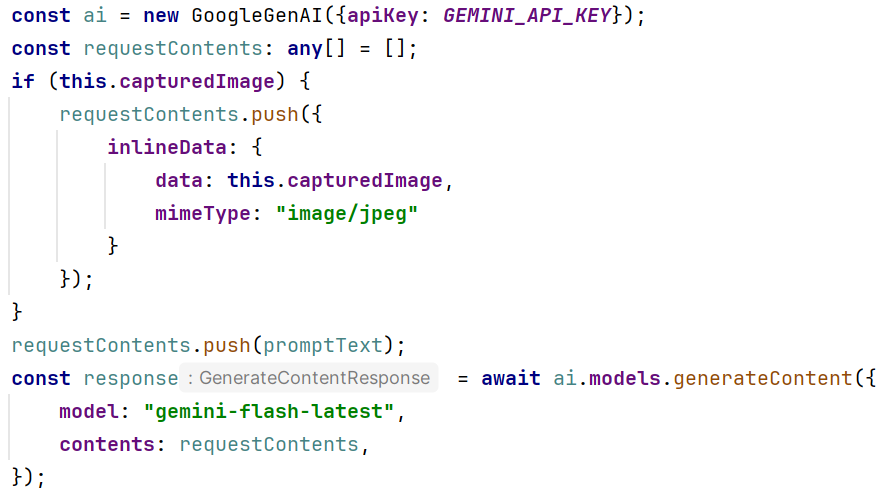 const ai = new GoogleGenAI({apiKey: GEMINI_API_KEY});
const requestContents: any[] = [];
if (this.capturedImage) {
    requestContents.push({
        inlineData: {
            data: this.capturedImage,
            mimeType: "image/jpeg"
        }
    });
}
requestContents.push(promptText);
const response : GenerateContentResponse = await ai.models.generateContent({
    model: "gemini-flash-latest",
    contents: requestContents,
});